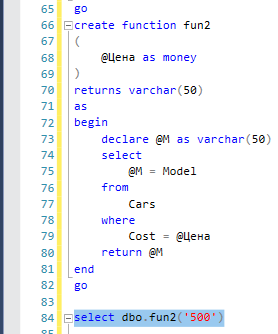 65 go
66 create function fun2
67 (
68 @Цена as money
69 )
70 returns varchar(50)
71 as
72 begin
73 declare @M as varchar(50)
74 select
75 @M = Model
76 from
77 Cars
78 where
79 Cost = @Цена
80 return @M
81 end
82 go
83
84 select dbo.fun2('500')